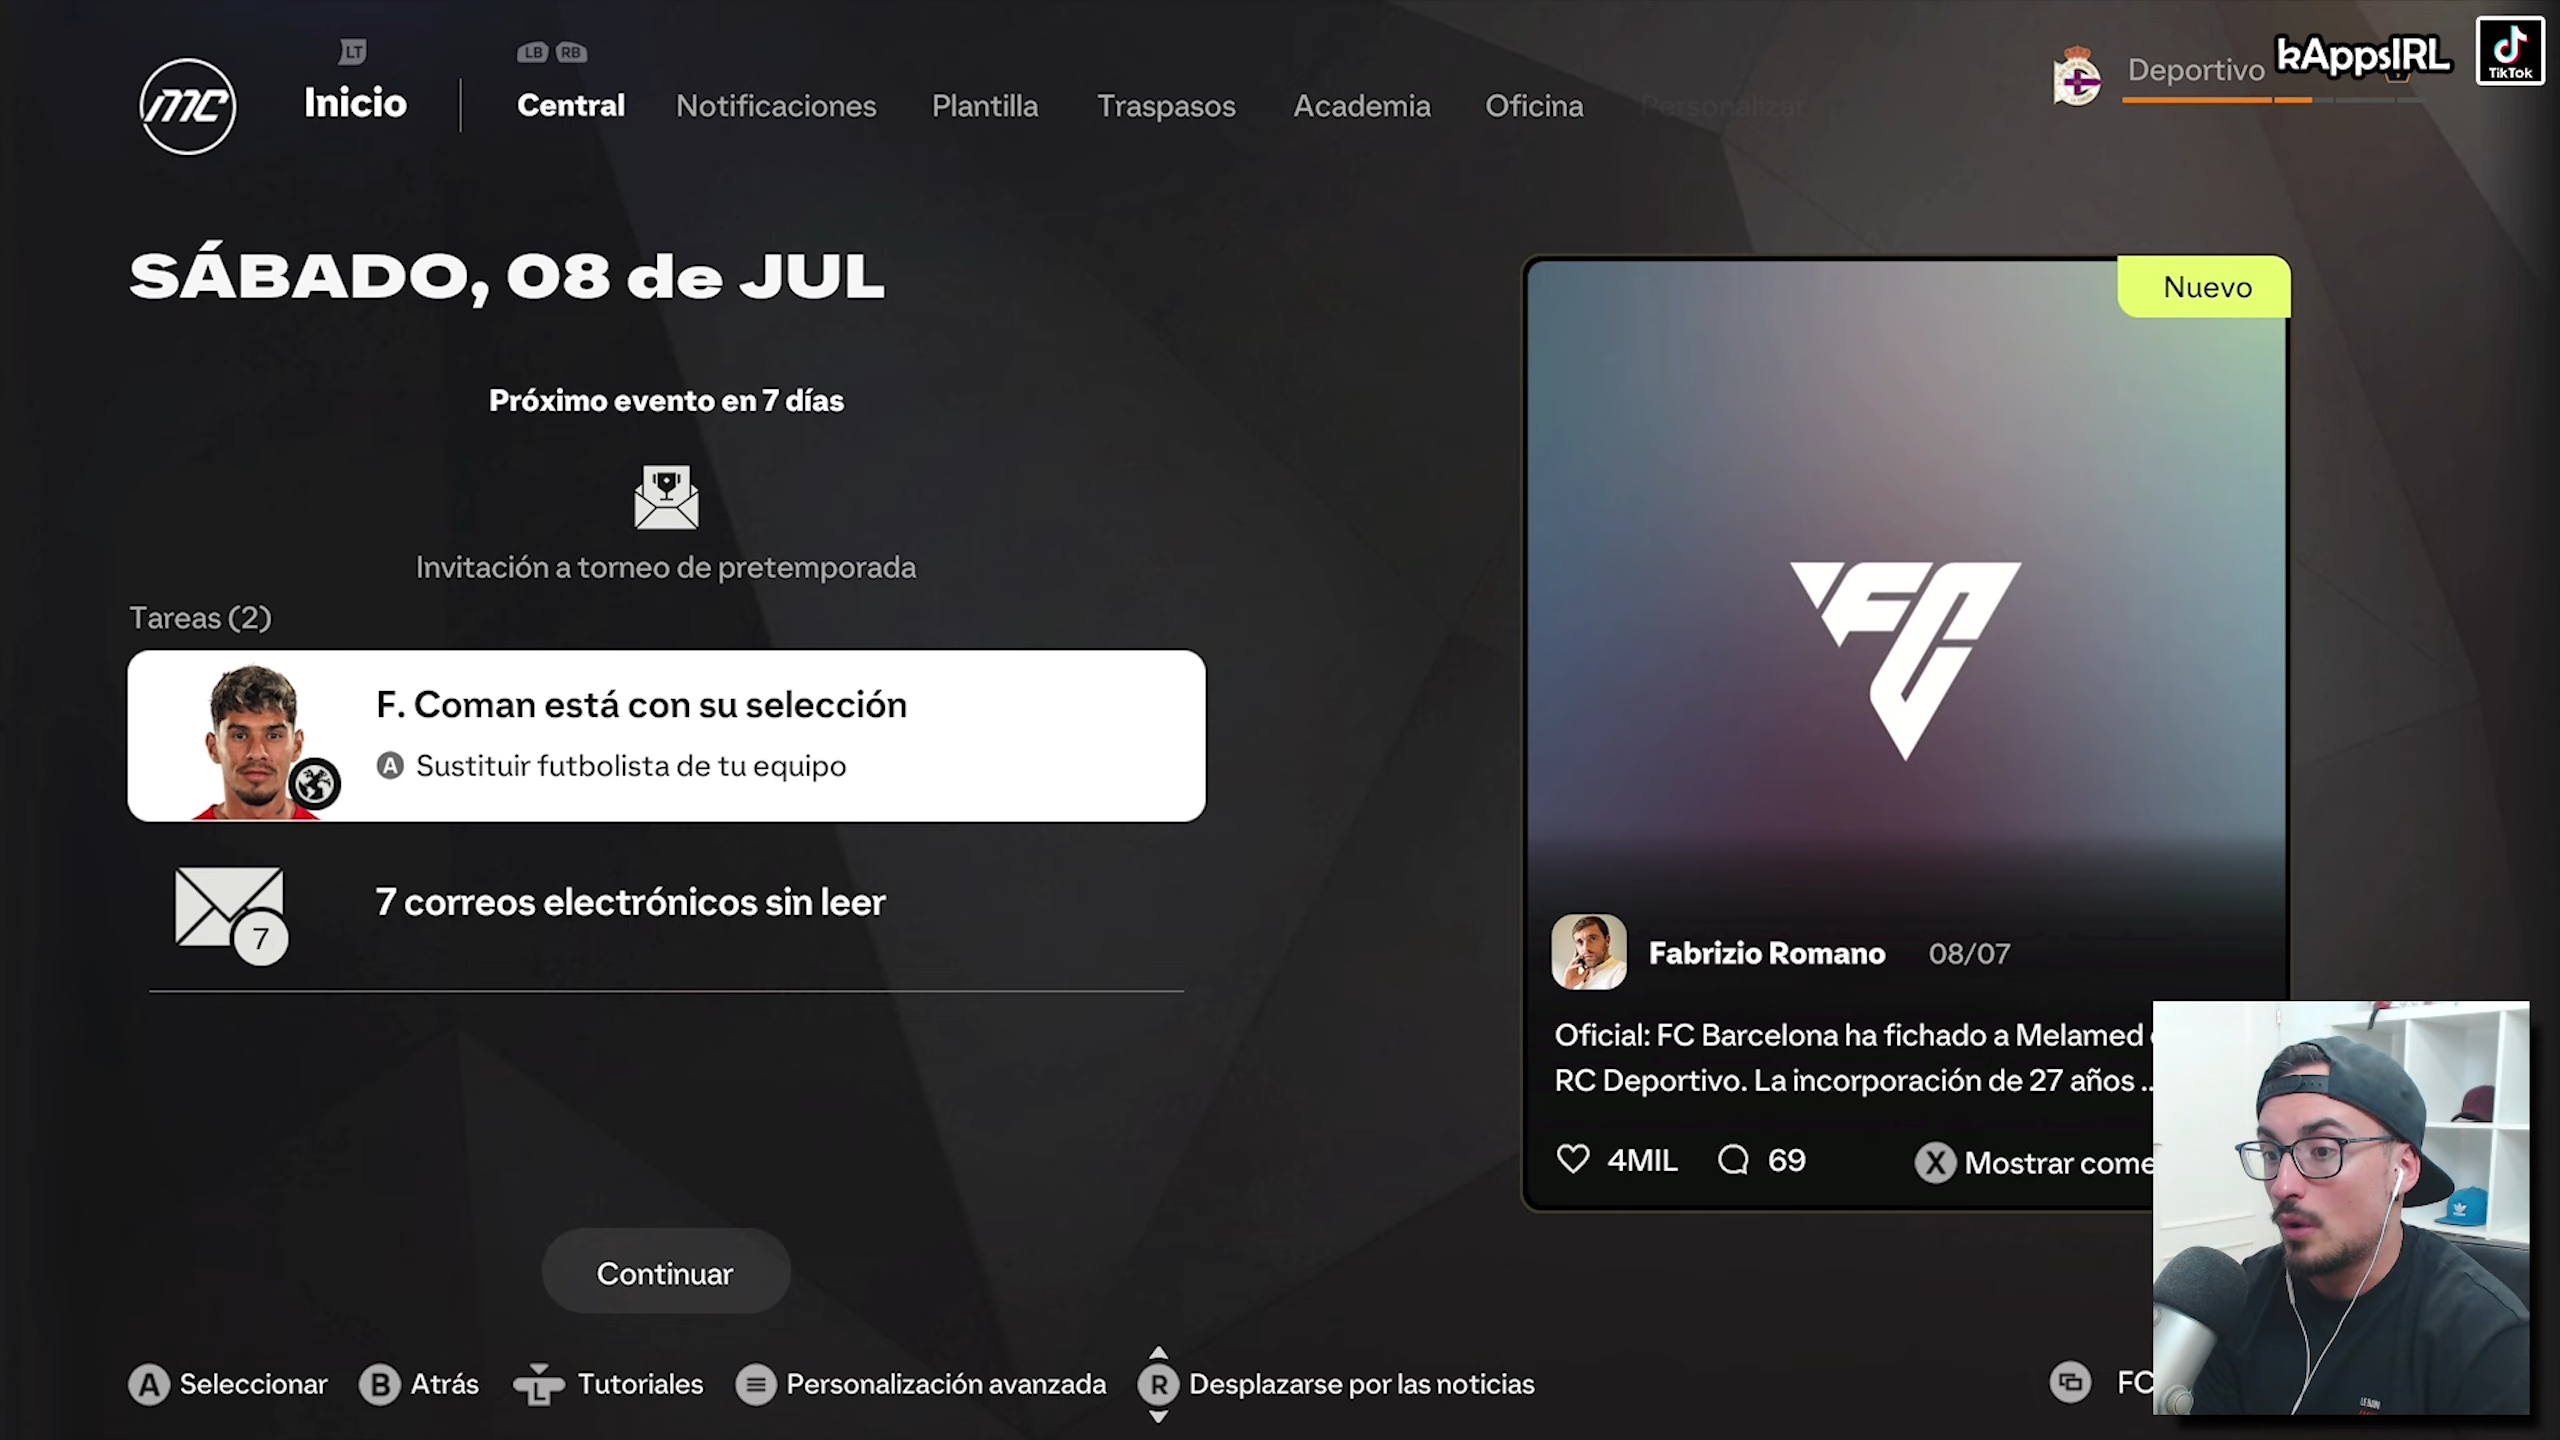 LT
LB RB
MC
Inicio
Central
Notificaciones
Plantilla
Traspasos
Academia
Oficina
Personalizar
Deportivo
kAppsIRL
TikTok
SÁBADO, 08 de JUL
Próximo evento en 7 días
Invitación a torneo de pretemporada
Tareas (2)
F. Coman está con su selección
A Sustituir futbolista de tu equipo
7 correos electrónicos sin leer
7
Continuar
Nuevo
FC
Fabrizio Romano 08/07
Oficial: FC Barcelona ha fichado a Melamed
RC Deportivo. La incorporación de 27 años ..
4MIL 69
X Mostrar come
A Seleccionar
B Atrás
L Tutoriales
Personalización avanzada
R Desplazarse por las noticias
FC